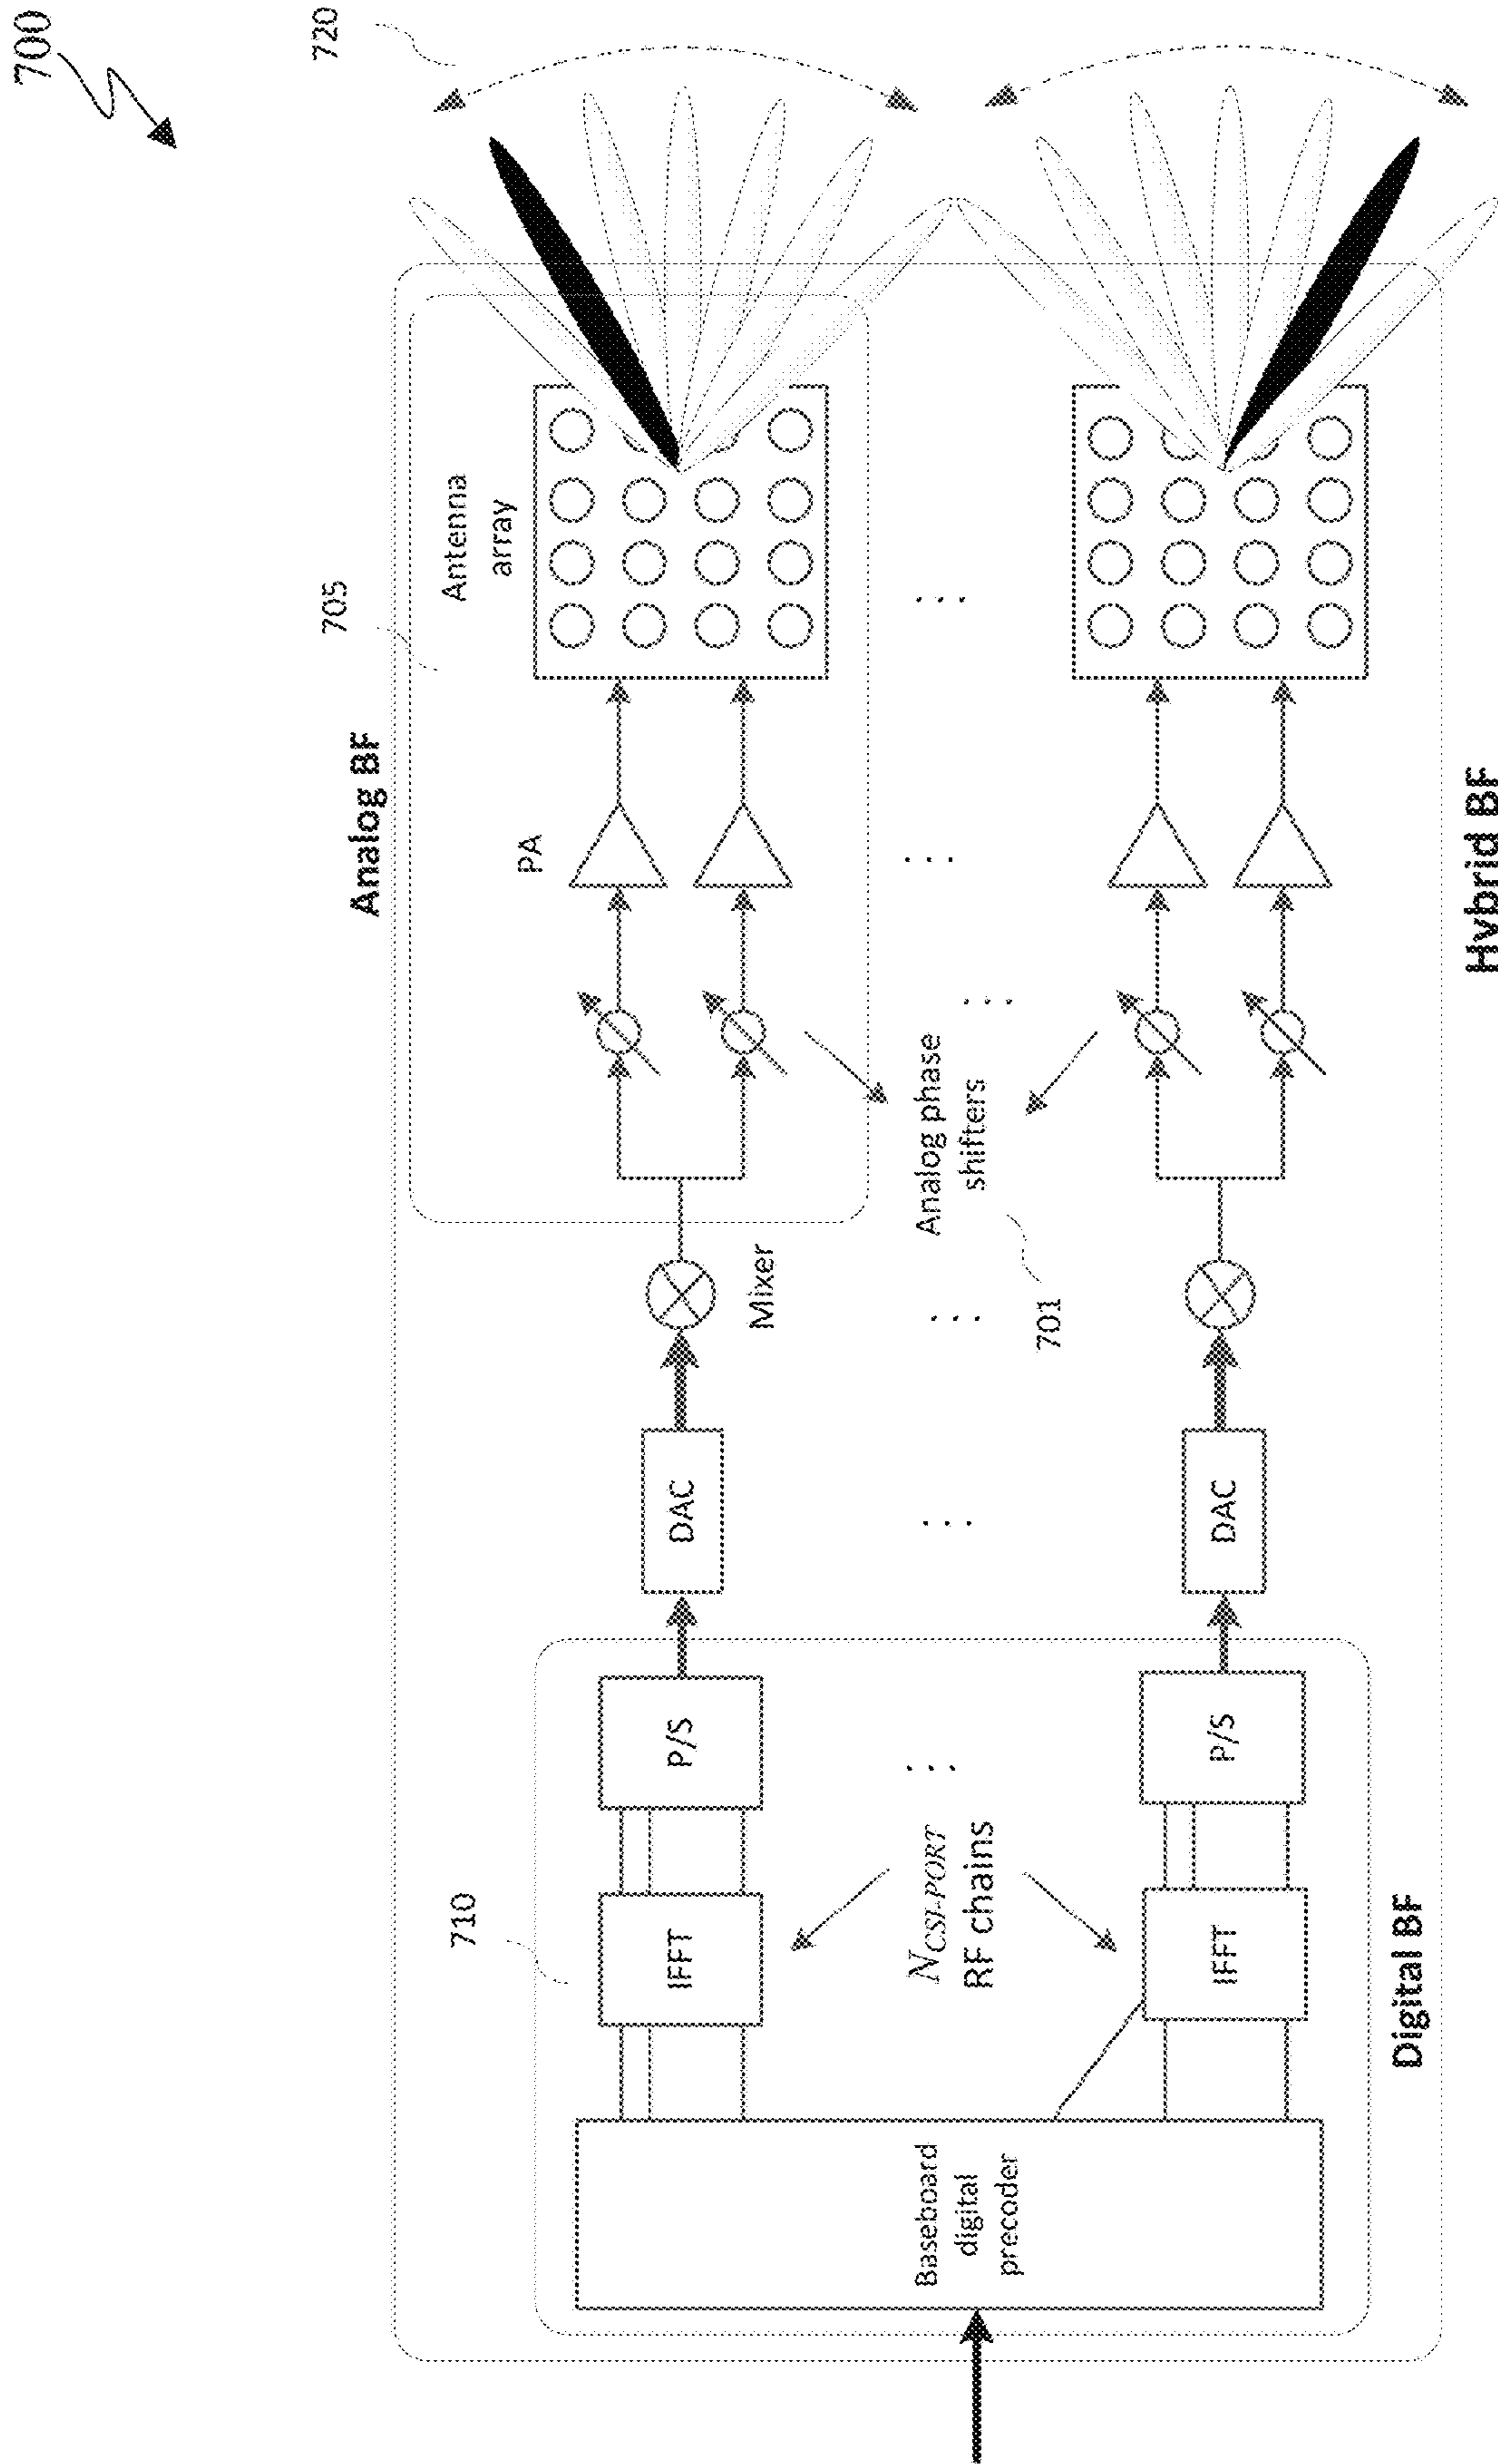 700
720
705
Analog BF
710
Antenna
array
PA
IFFT
P/S
DAC
Mixer
Baseboard
digital
precoder
N_CSI-PORT
RF chains
Analog phase
shifters
701
IFFT
P/S
DAC
Digital BF
Hybrid BF